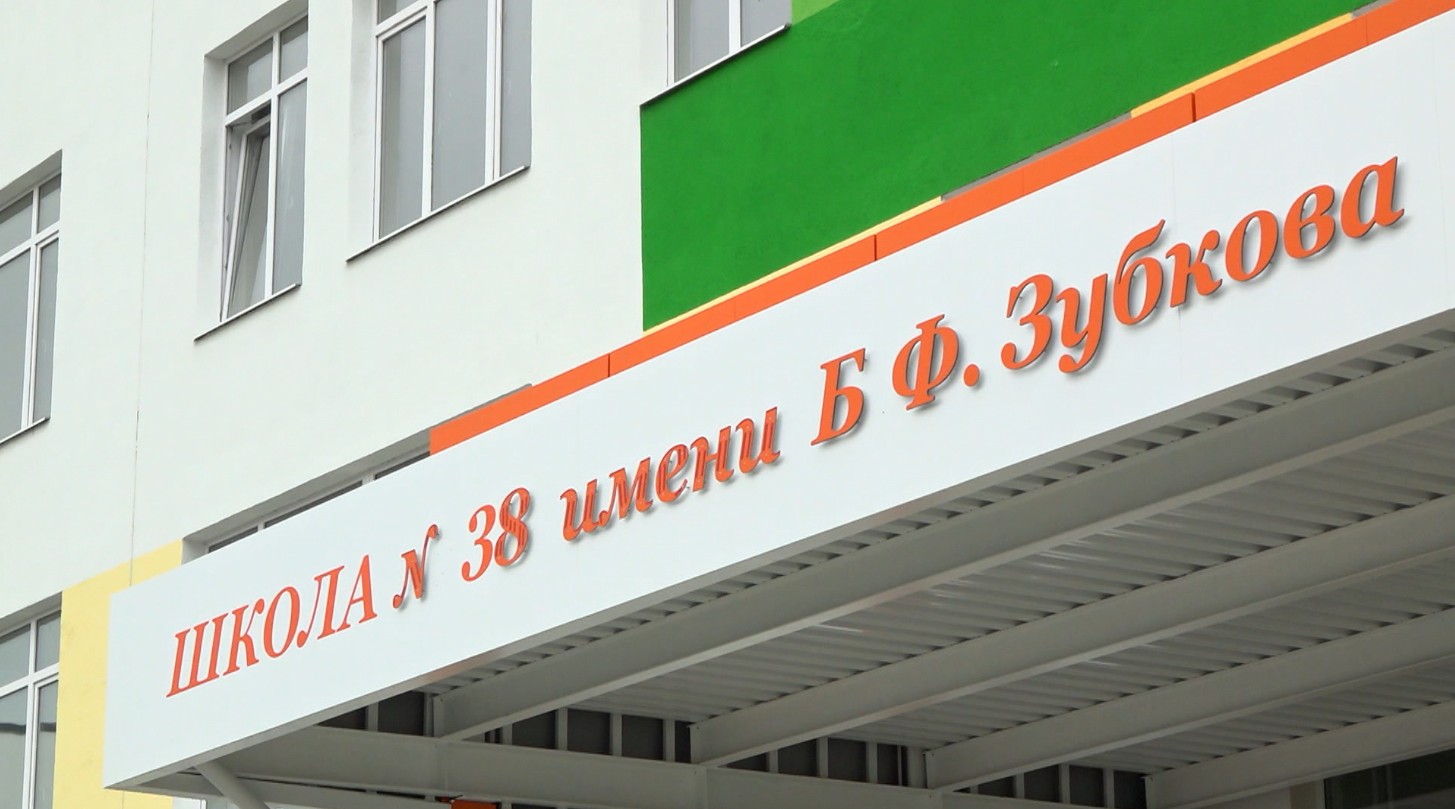 ШКОЛА № 38 имени Б Ф. Зубкова